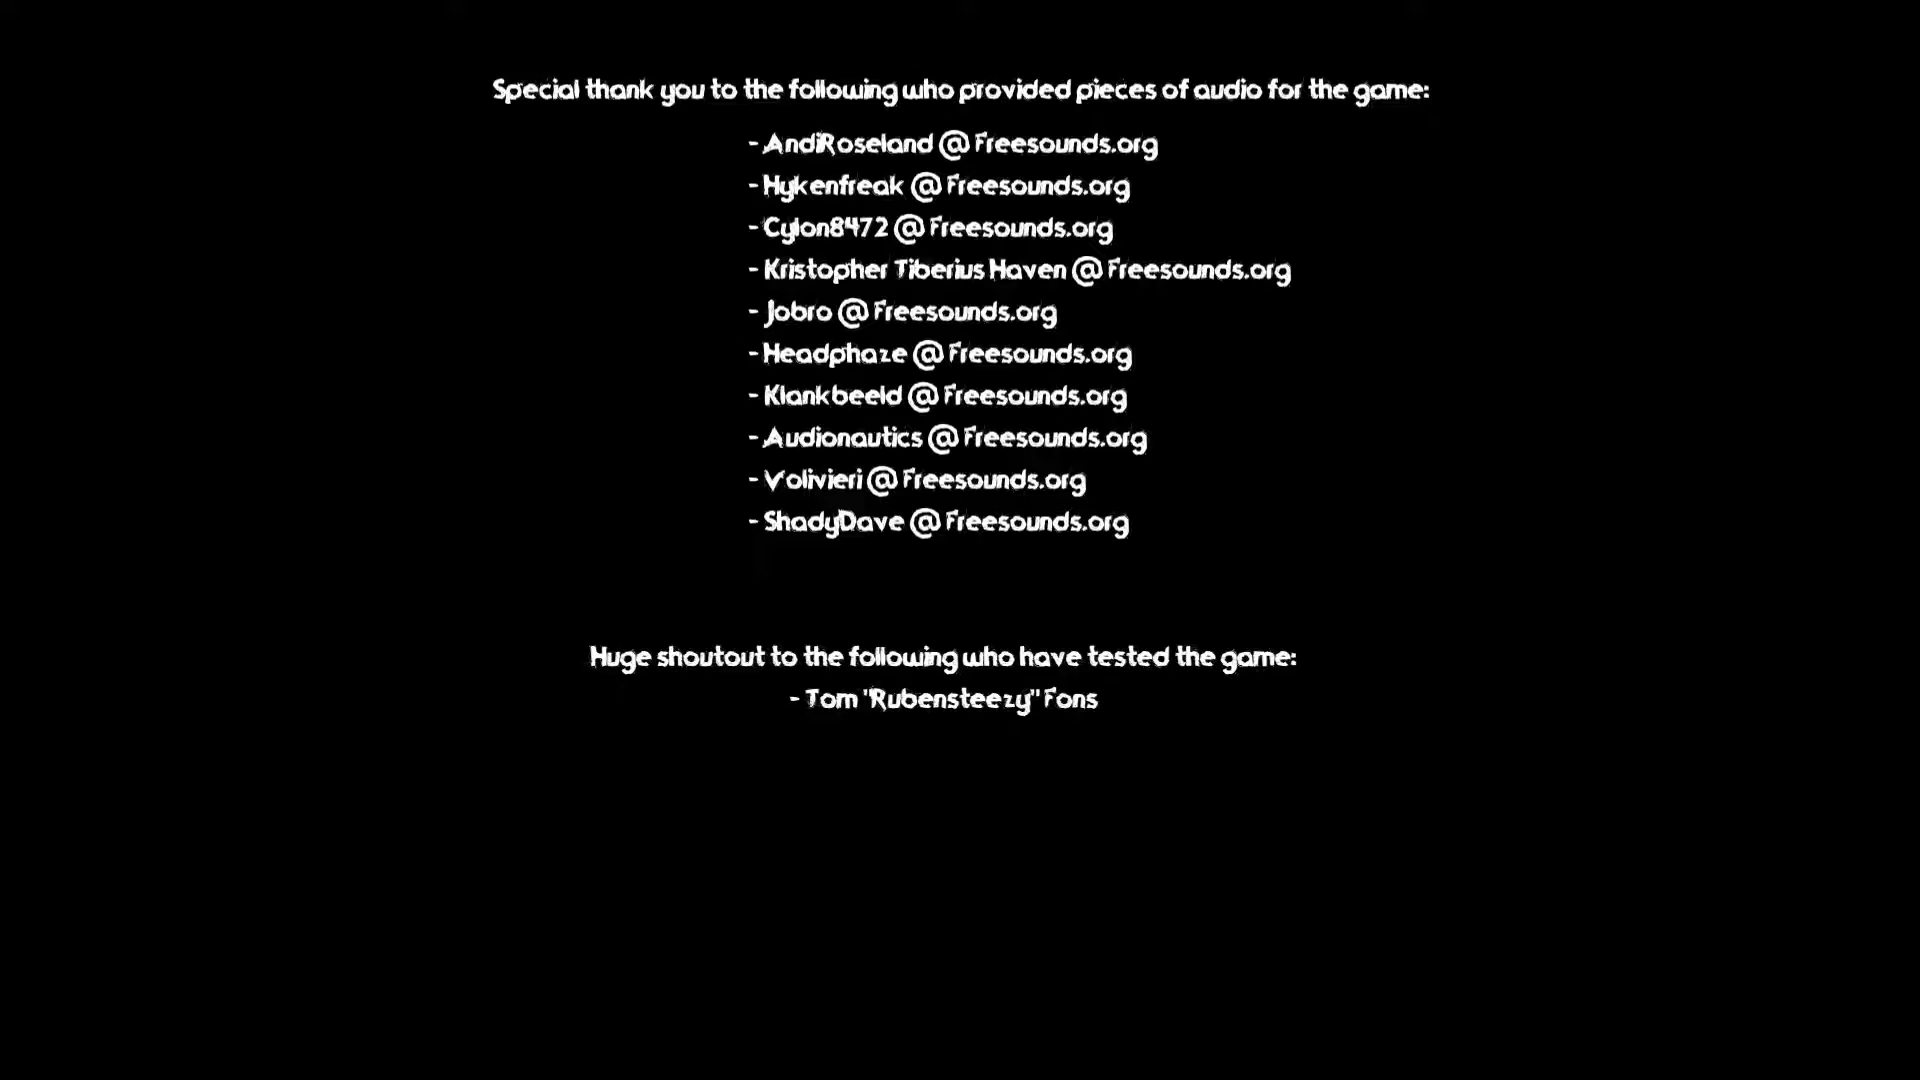 Special thank you to the following who provided pieces of audio for the game:
- AndiRoseland @ Freesounds.org
- Hykenfreak @ Freesounds.org
- Cylon8472 @ Freesounds.org
- Kristopher Tiberius Haven @ Freesounds.org
- Jobro @ Freesounds.org
- Headphaze @ Freesounds.org
- Klankbeeld @ Freesounds.org
- Audionautics @ Freesounds.org
- Volivieri @ Freesounds.org
- ShadyDave @ Freesounds.org
Huge shoutout to the following who have tested the game:
- Tom "Rubensteezy" Fons